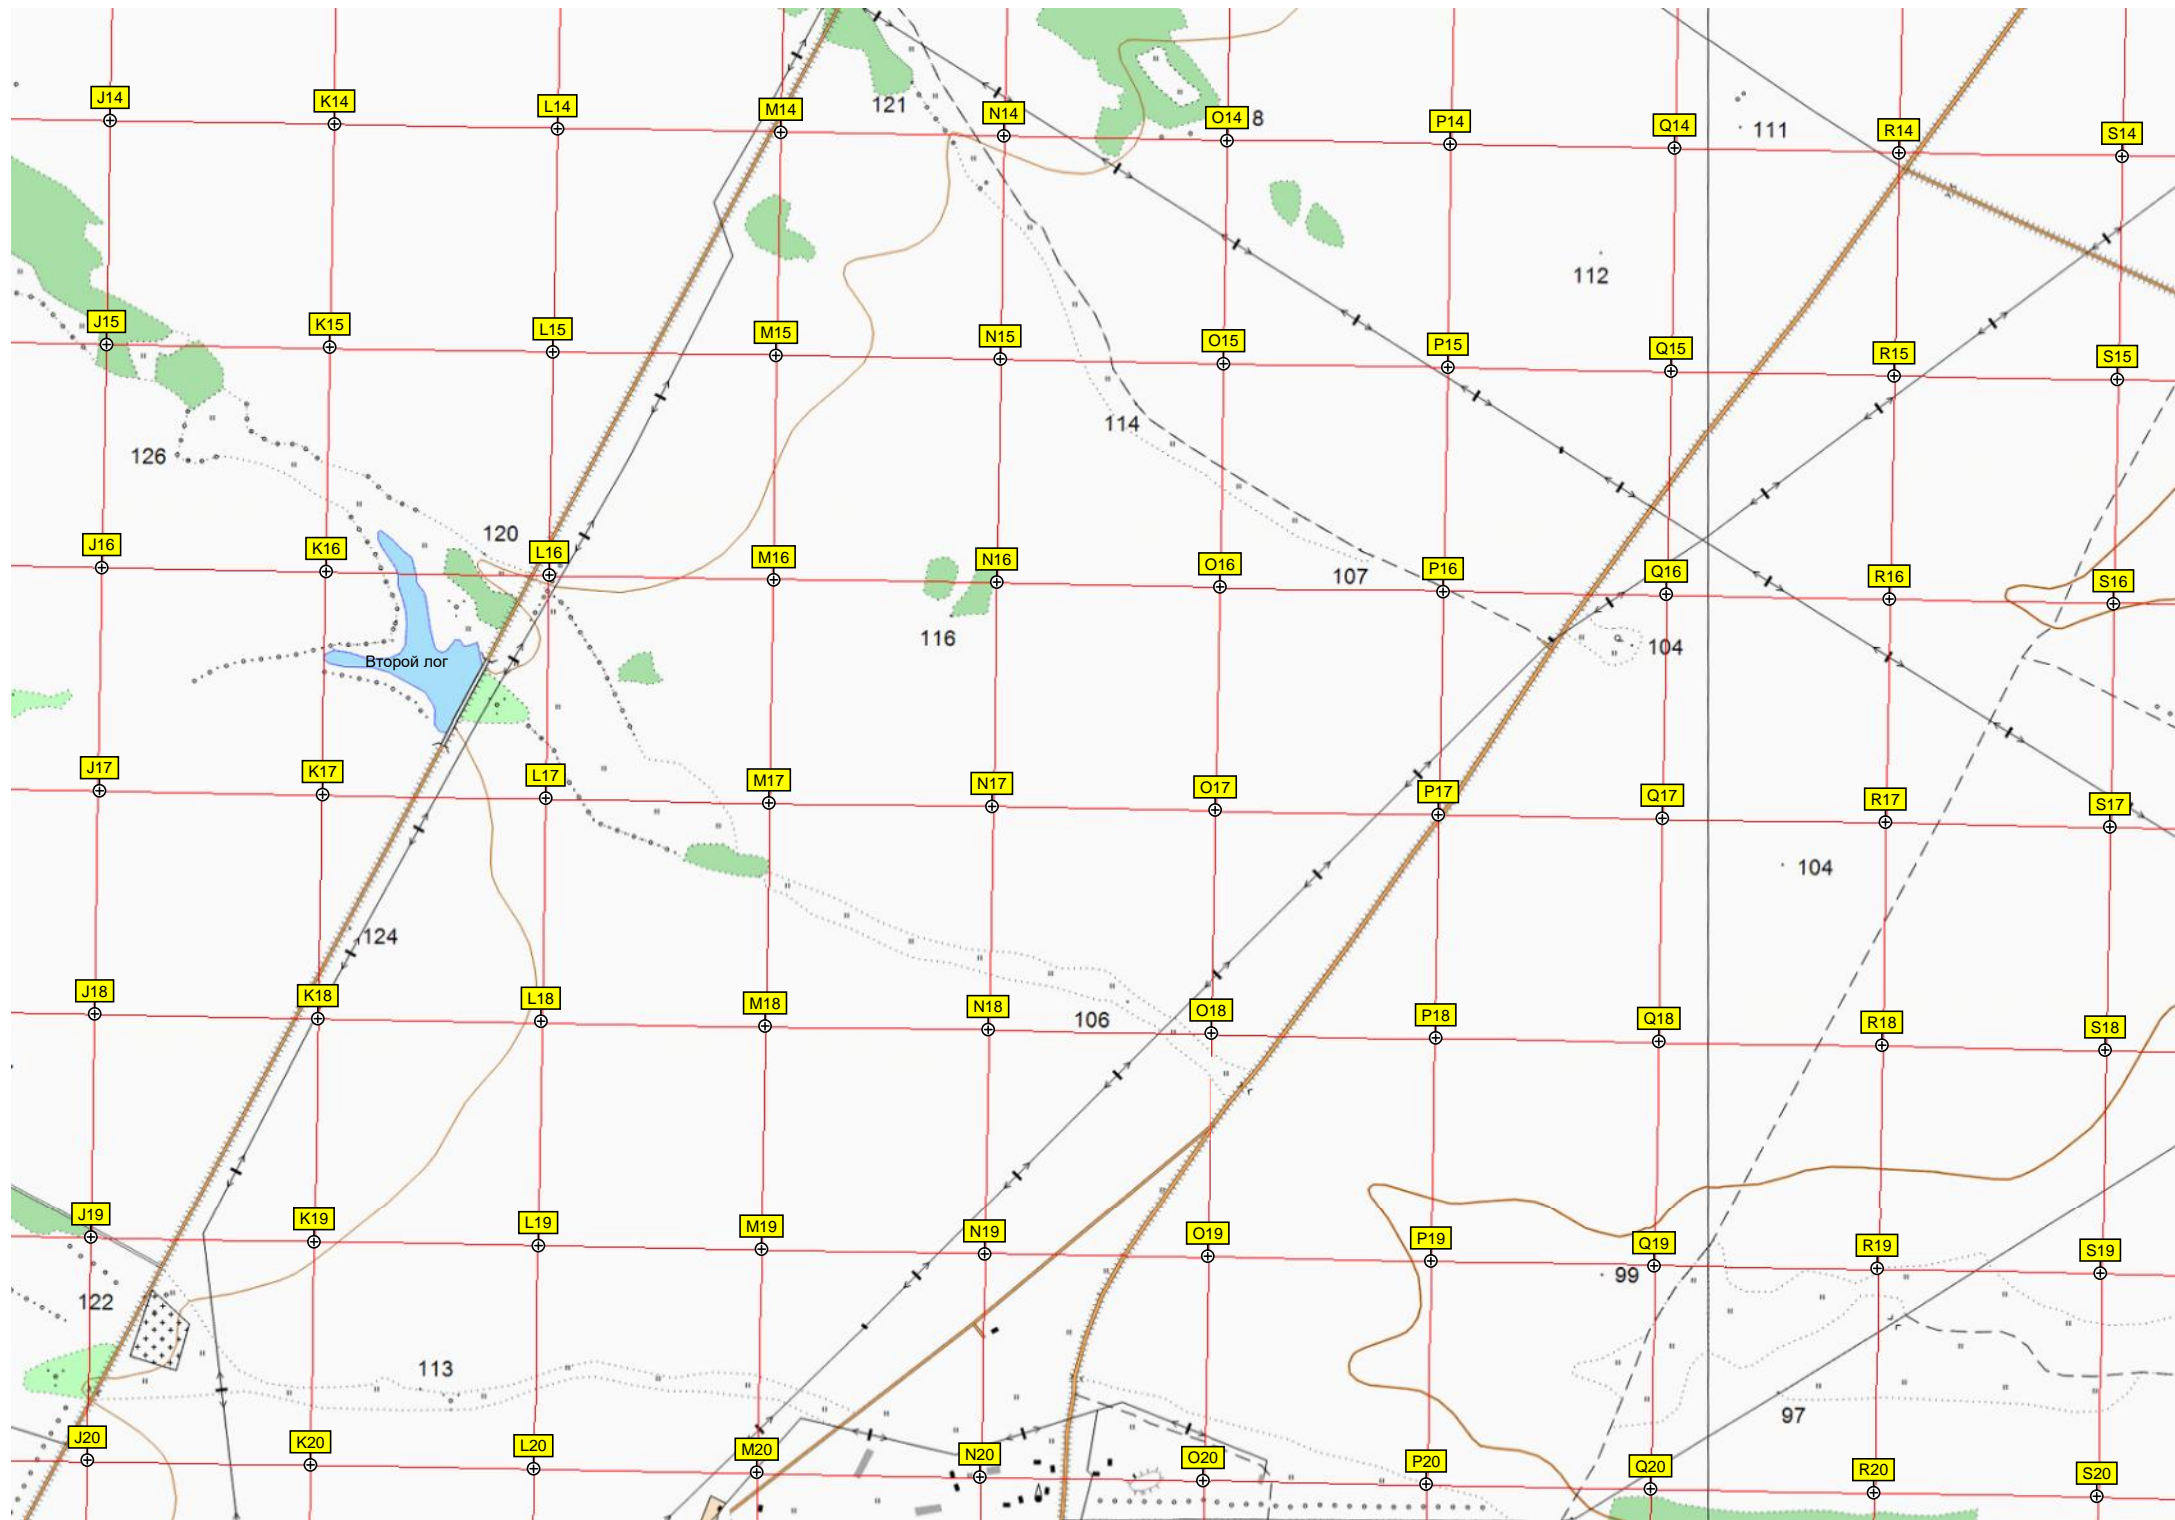 121
J14 K14 L14 M14 N14 O14 8 P14 Q14 111 R14 S14
112
J15 K15 L15 M15 N15 O15 P15 Q15 R15 S15
114
126
120
J16 K16 L16 M16 N16 O16 107 P16 Q16 R16 S16
116
104
Второй лог
J17 K17 L17 M17 N17 O17 P17 Q17 R17 S17
104
124
J18 K18 L18 M18 N18 106 O18 P18 Q18 R18 S18
J19 K19 L19 M19 N19 O19 P19 Q19 R19 S19
99
122
113
97
J20 K20 L20 M20 N20 O20 P20 Q20 R20 S20